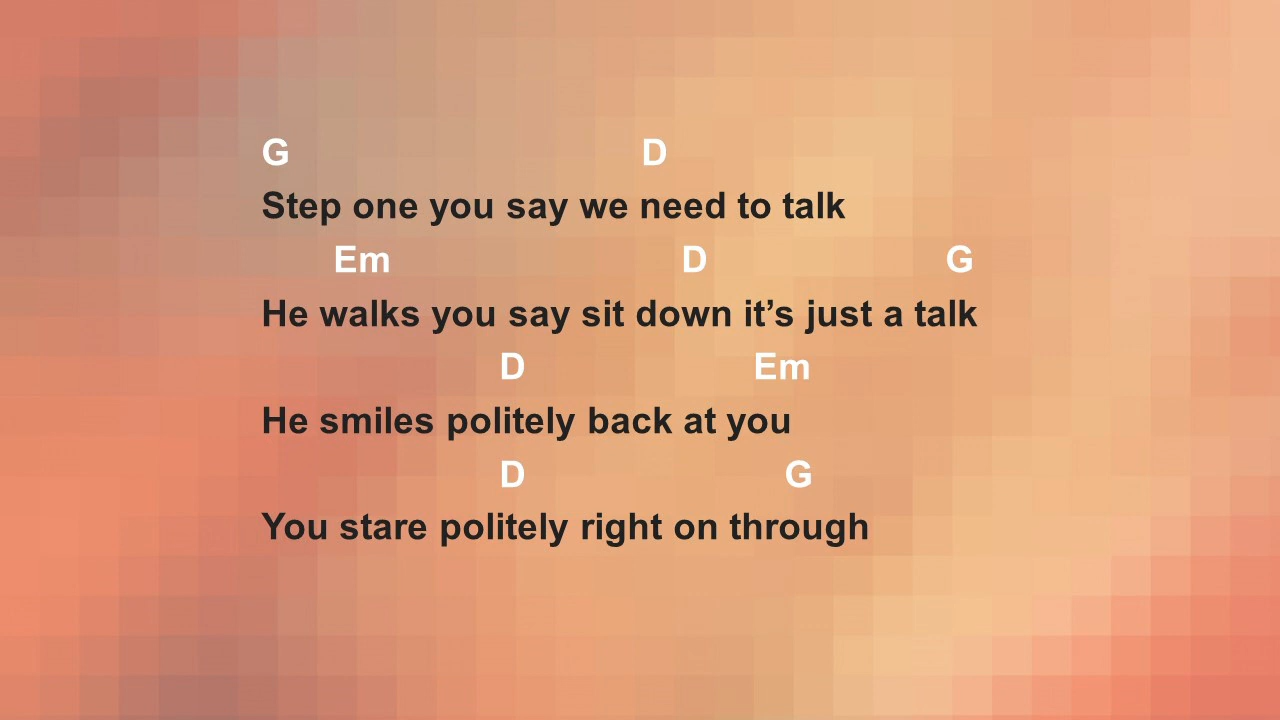 G D
Step one you say we need to talk
Em D G
He walks you say sit down it’s just a talk
D Em
He smiles politely back at you
D G
You stare politely right on through